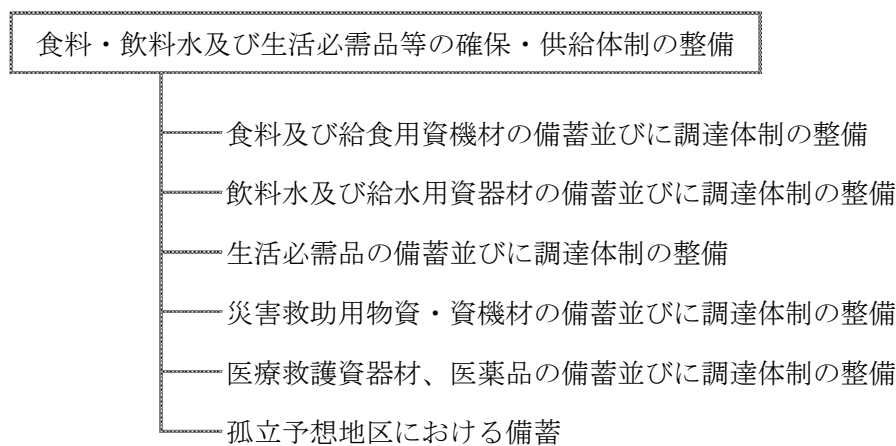 食料・飲料水及び生活必需品等の確保・供給体制の整備
食料及び給食用資機材の備蓄並びに調達体制の整備
飲料水及び給水用資器材の備蓄並びに調達体制の整備
生活必需品の備蓄並びに調達体制の整備
災害救助用物資・資機材の備蓄並びに調達体制の整備
医療救護資器材、医薬品の備蓄並びに調達体制の整備
孤立予想地区における備蓄